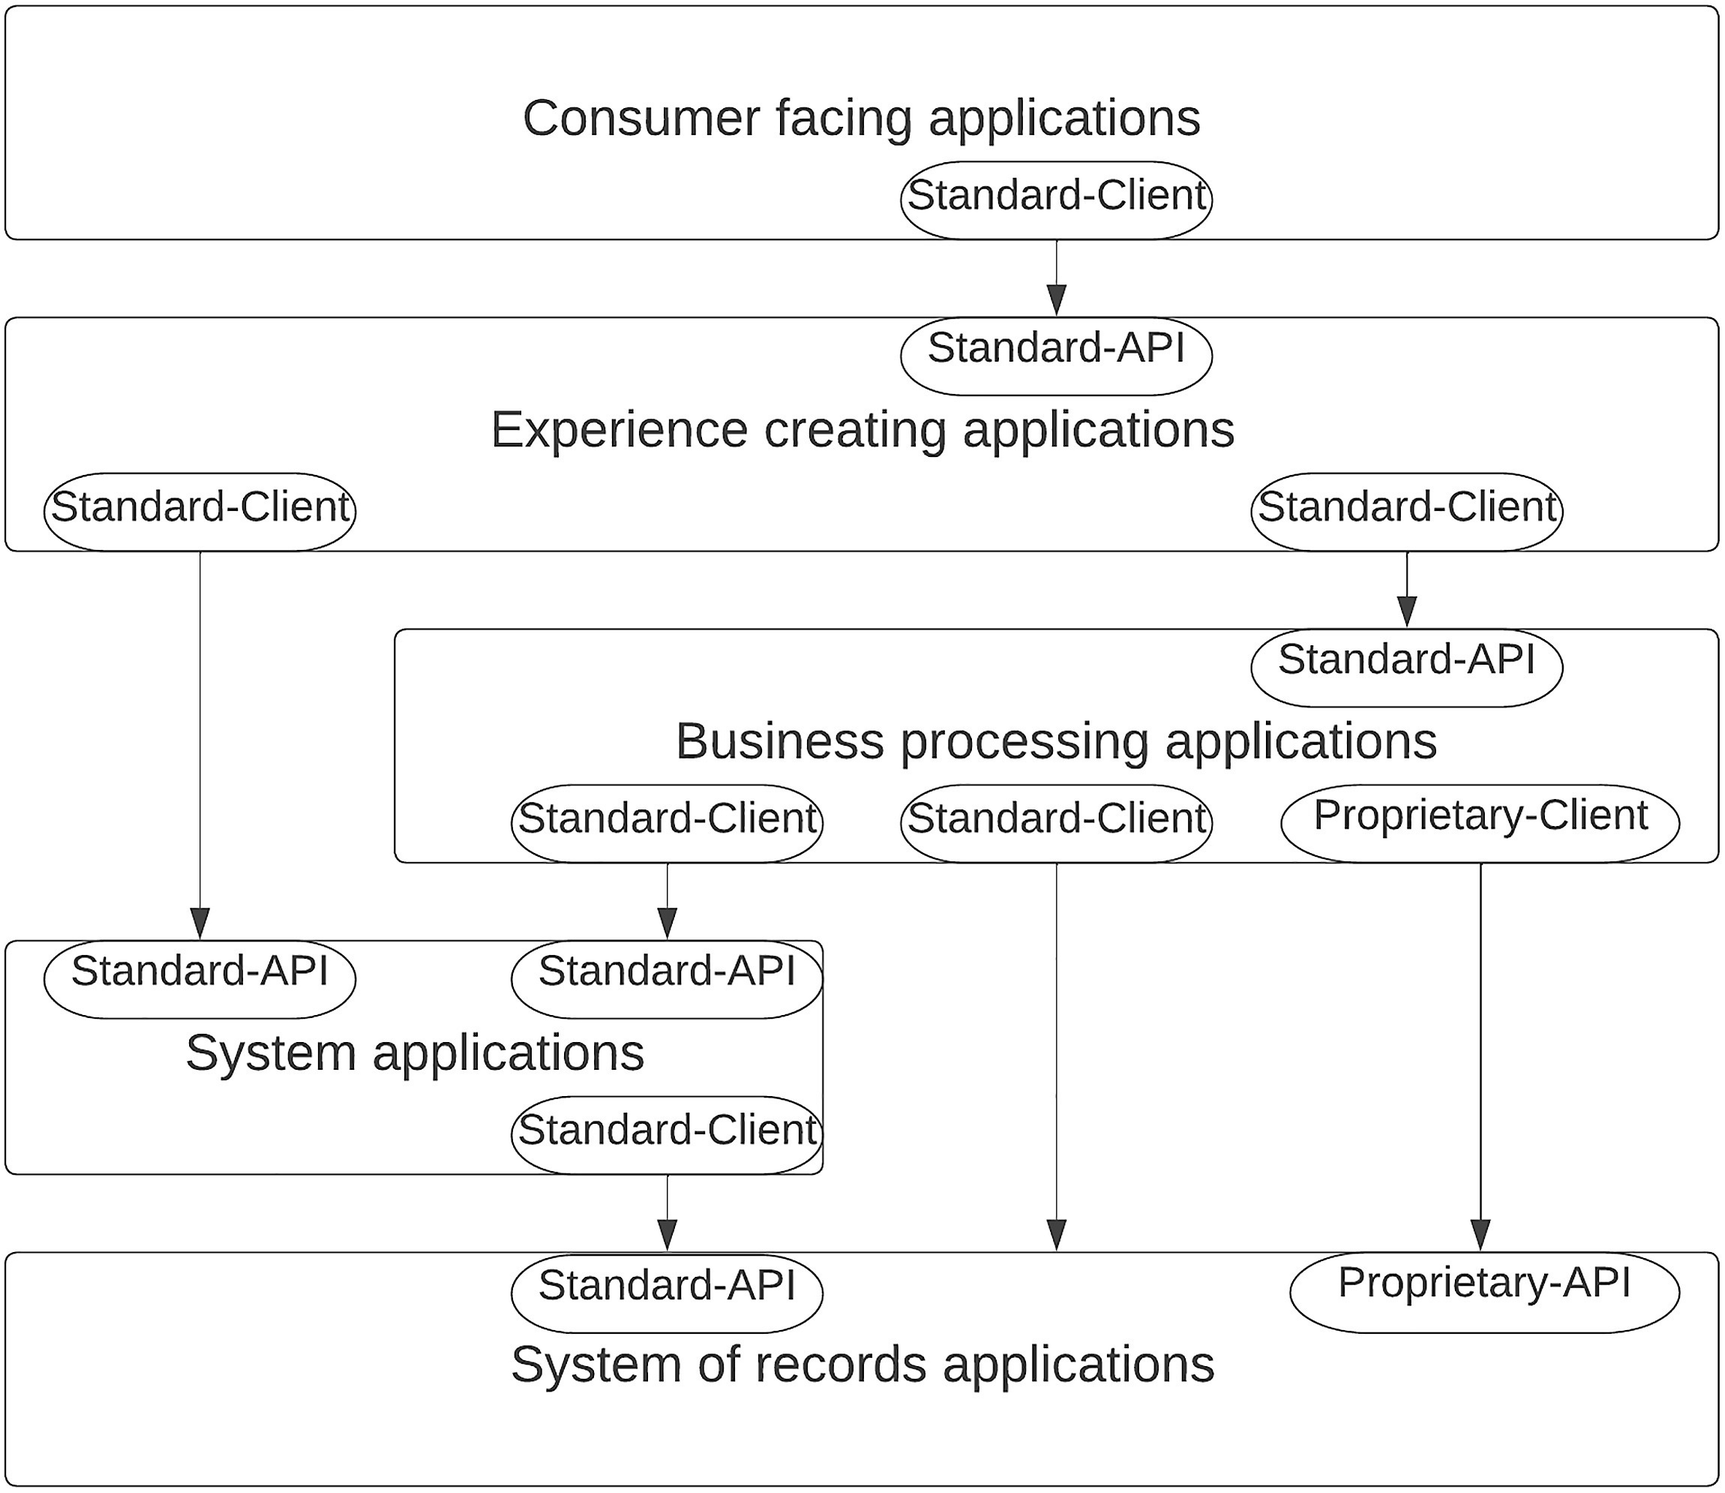 Consumer facing applications
Standard-Client
Standard-API
Experience creating applications
Standard-Client
Standard-Client
Standard-API
Business processing applications
Standard-Client
Standard-Client
Proprietary-Client
Standard-API
Standard-API
System applications
Standard-Client
Standard-API
Proprietary-API
System of records applications